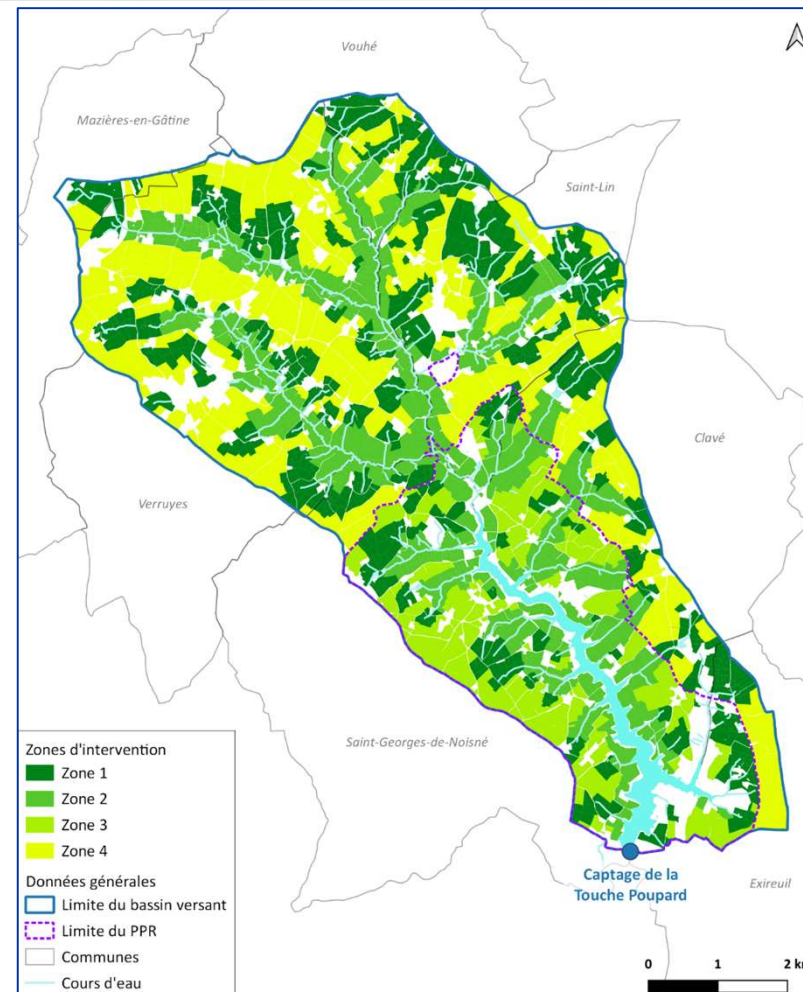 Vouhé
Mazières-en-Gâtine
Saint-Lin
Clavé
Verruyes
Saint-Georges-de-Noisné
Captage de la
Touche Poupard
Exireuil
Zones d'intervention
Zone 1
Zone 2
Zone 3
Zone 4
Données générales
Limite du bassin versant
Limite du PPR
Communes
Cours d'eau
0 1 2 km